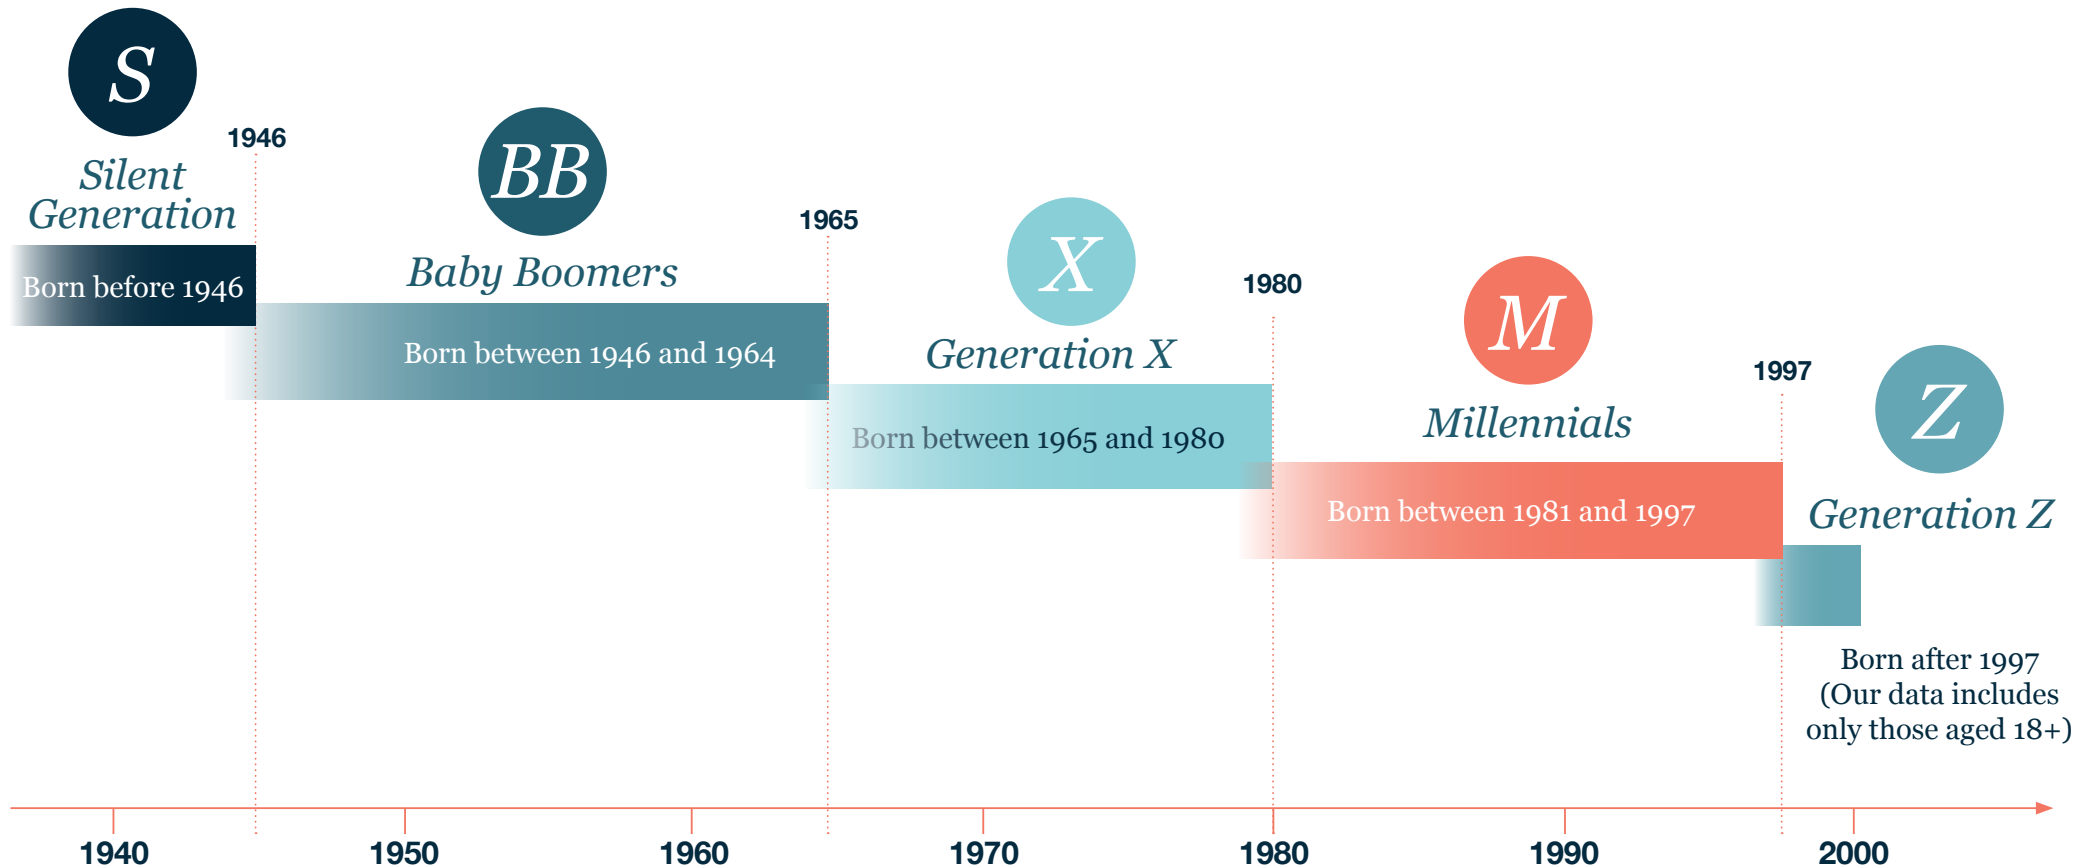 S
Silent
Generation
Born before 1946
1946
BB
Baby Boomers
Born between 1946 and 1964
1965
X
Generation X
Born between 1965 and 1980
1980
M
Millennials
Born between 1981 and 1997
1997
Z
Generation Z
Born after 1997
(Our data includes
only those aged 18+)
1940 1950 1960 1970 1980 1990 2000